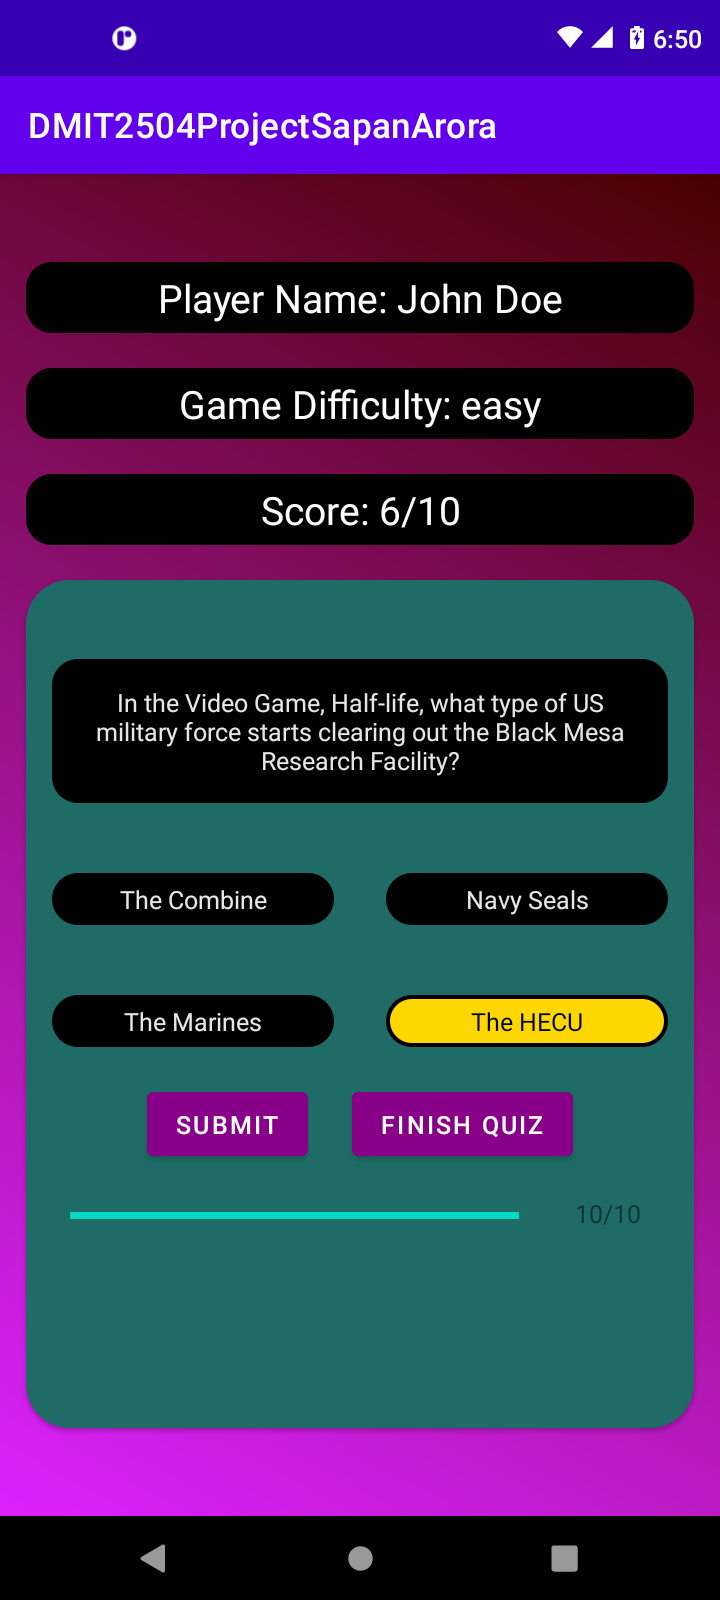 6:50
DMIT2504ProjectSapanArora
Player Name: John Doe
Game Difficulty: easy
Score: 6/10
In the Video Game, Half-life, what type of US
military force starts clearing out the Black Mesa
Research Facility?
The Combine
Navy Seals
The Marines
The HECU
SUBMIT
FINISH QUIZ
10/10